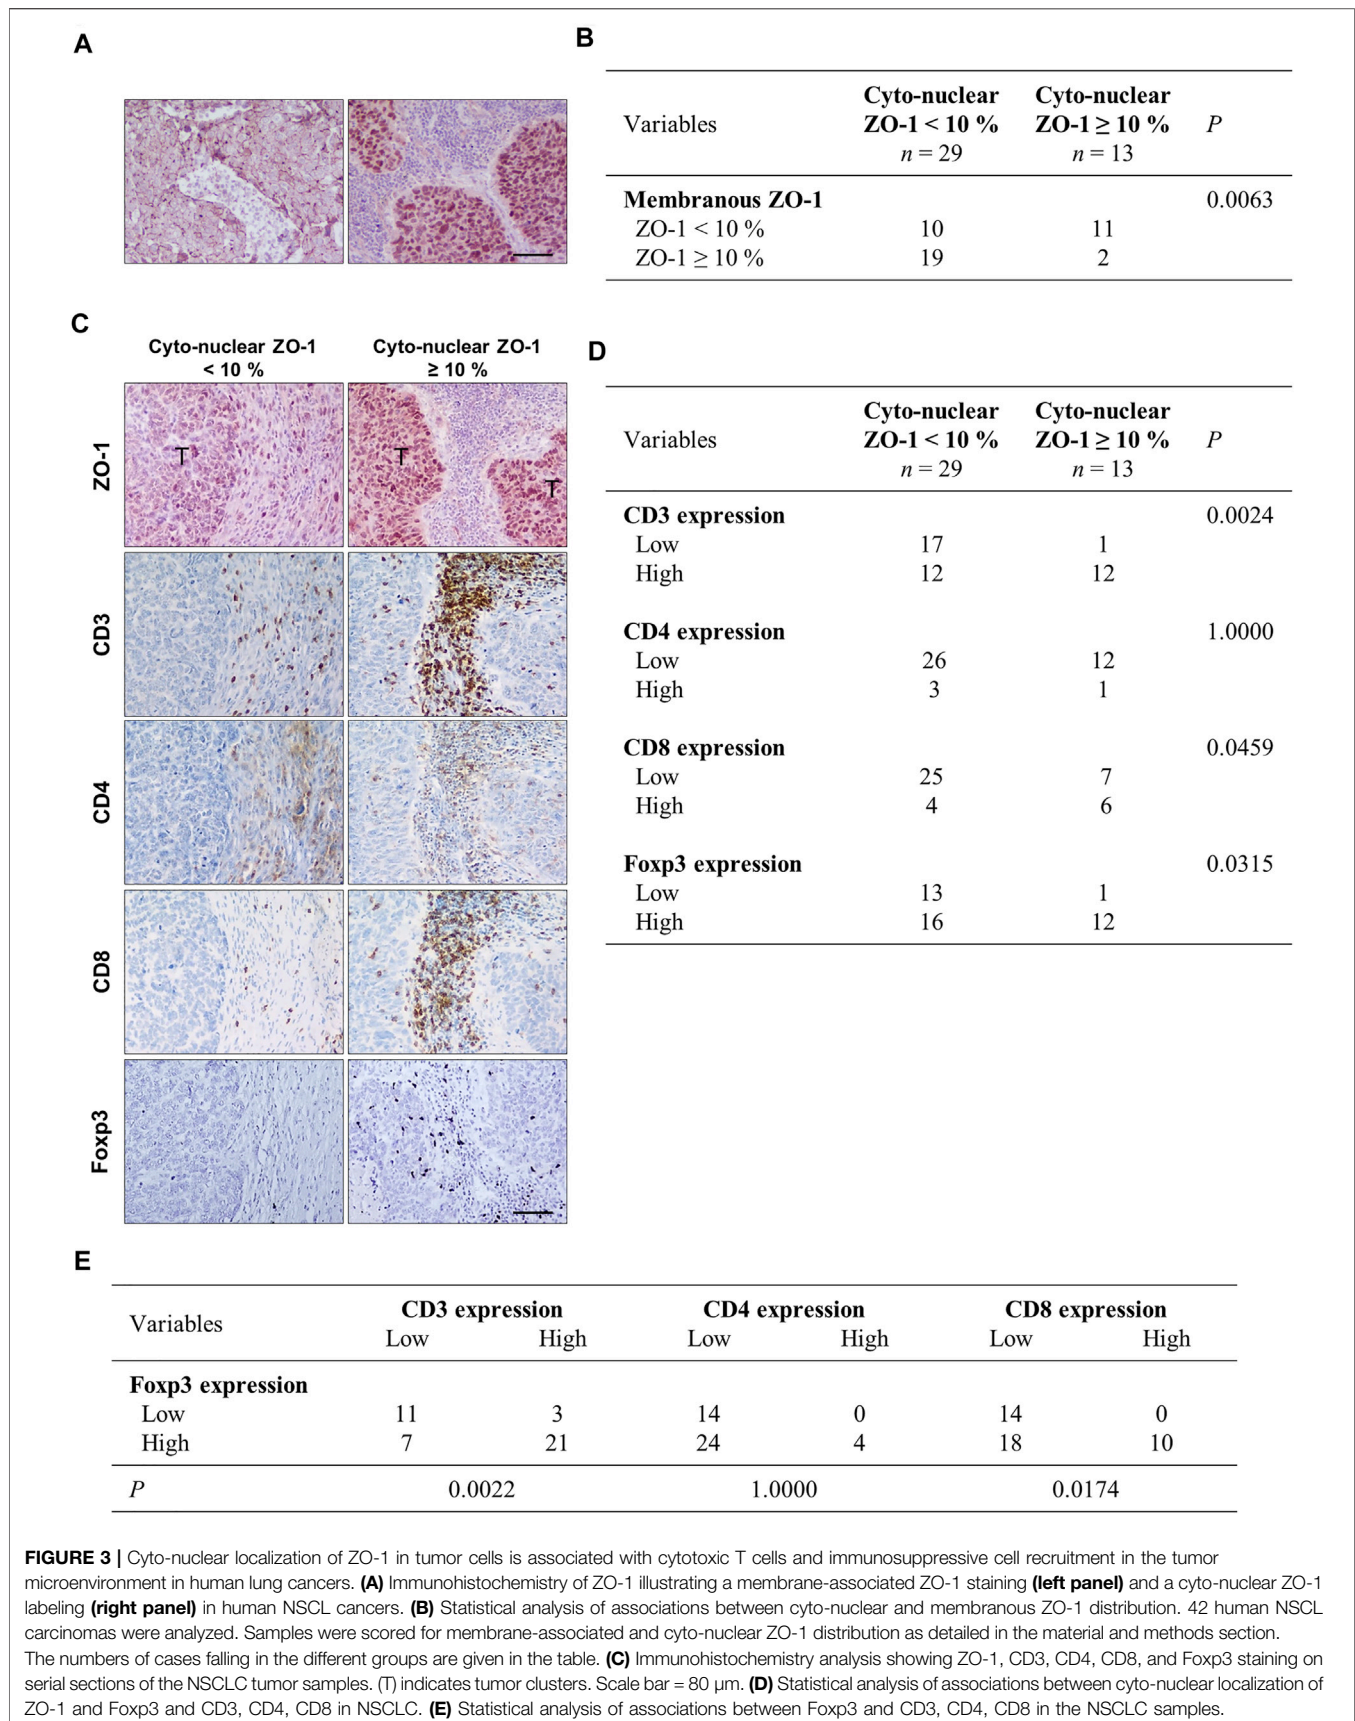 A
B
Variables
Cyto-nuclear
ZO-1 < 10 %
n = 29
Cyto-nuclear
ZO-1 ≥ 10 %
n = 13
P
Membranous ZO-1 0.0063
ZO-1 < 10 % 10 11
ZO-1 ≥ 10 % 19 2
C
Cyto-nuclear ZO-1
< 10 %
Cyto-nuclear ZO-1
≥ 10 %
ZO-1
T
T
T
CD3
CD4
CD8
Foxp3
D
Variables
Cyto-nuclear
ZO-1 < 10 %
n = 29
Cyto-nuclear
ZO-1 ≥ 10 %
n = 13
P
CD3 expression 0.0024
Low 17 1
High 12 12
CD4 expression 1.0000
Low 26 12
High 3 1
CD8 expression 0.0459
Low 25 7
High 4 6
Foxp3 expression 0.0315
Low 13 1
High 16 12
E
Variables
CD3 expression CD4 expression CD8 expression
Low High Low High Low High
Foxp3 expression
Low 11 3 14 0 14 0
High 7 21 24 4 18 10
P 0.0022 1.0000 0.0174
FIGURE 3 | Cyto-nuclear localization of ZO-1 in tumor cells is associated with cytotoxic T cells and immunosuppressive cell recruitment in the tumor
microenvironment in human lung cancers. (A) Immunohistochemistry of ZO-1 illustrating a membrane-associated ZO-1 staining (left panel) and a cyto-nuclear ZO-1
labeling (right panel) in human NSCL cancers. (B) Statistical analysis of associations between cyto-nuclear and membranous ZO-1 distribution. 42 human NSCL
carcinomas were analyzed. Samples were scored for membrane-associated and cyto-nuclear ZO-1 distribution as detailed in the material and methods section.
The numbers of cases falling in the different groups are given in the table. (C) Immunohistochemistry analysis showing ZO-1, CD3, CD4, CD8, and Foxp3 staining on
serial sections of the NSCLC tumor samples. (T) indicates tumor clusters. Scale bar = 80 μm. (D) Statistical analysis of associations between cyto-nuclear localization of
ZO-1 and Foxp3 and CD3, CD4, CD8 in NSCLC. (E) Statistical analysis of associations between Foxp3 and CD3, CD4, CD8 in the NSCLC samples.